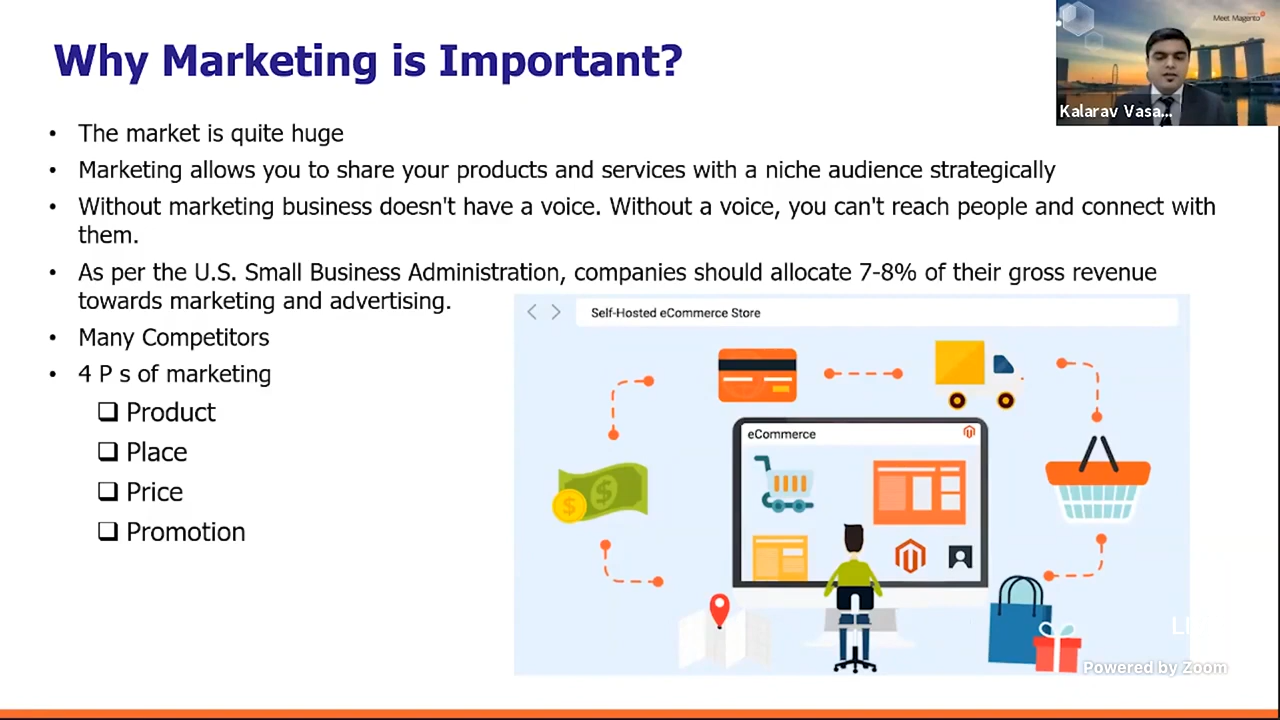 Why Marketing is Important?
Meet Magento
Kalarav Vasa...
• The market is quite huge
• Marketing allows you to share your products and services with a niche audience strategically
• Without marketing business doesn't have a voice. Without a voice, you can't reach people and connect with
them.
• As per the U.S. Small Business Administration, companies should allocate 7-8% of their gross revenue
towards marketing and advertising.
• Many Competitors
• 4 P s of marketing
❑ Product
❑ Place
❑ Price
❑ Promotion
Self-Hosted eCommerce Store
eCommerce
Powered by Zoom